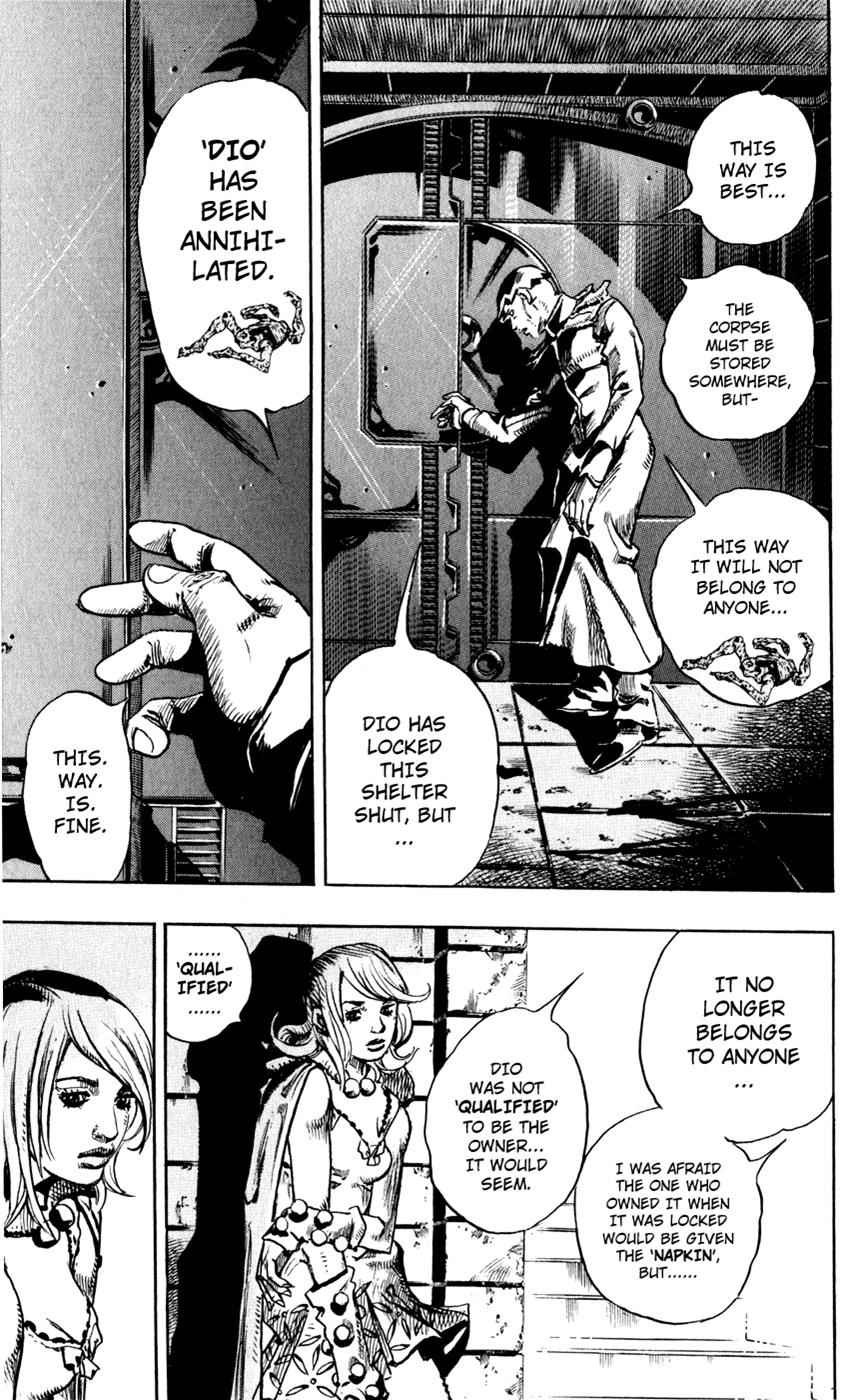 THIS
WAY IS
BEST...
THE
CORPSE
MUST BE
STORED
SOMEWHERE,
BUT-
THIS WAY
IT WILL NOT
BELONG TO
ANYONE...
DIO HAS
LOCKED
THIS
SHELTER
SHUT, BUT
...
'DIO'
HAS
BEEN
ANNIHI-
LATED.
THIS.
WAY.
IS.
FINE.
IT NO
LONGER
BELONGS
TO ANYONE
...
I WAS AFRAID
THE ONE WHO
OWNED IT WHEN
IT WAS LOCKED
WOULD BE GIVEN
THE 'NAPKIN',
BUT......
DIO
WAS NOT
'QUALIFIED'
TO BE THE
OWNER...
IT WOULD
SEEM.
......
'QUAL-
IFIED'
......